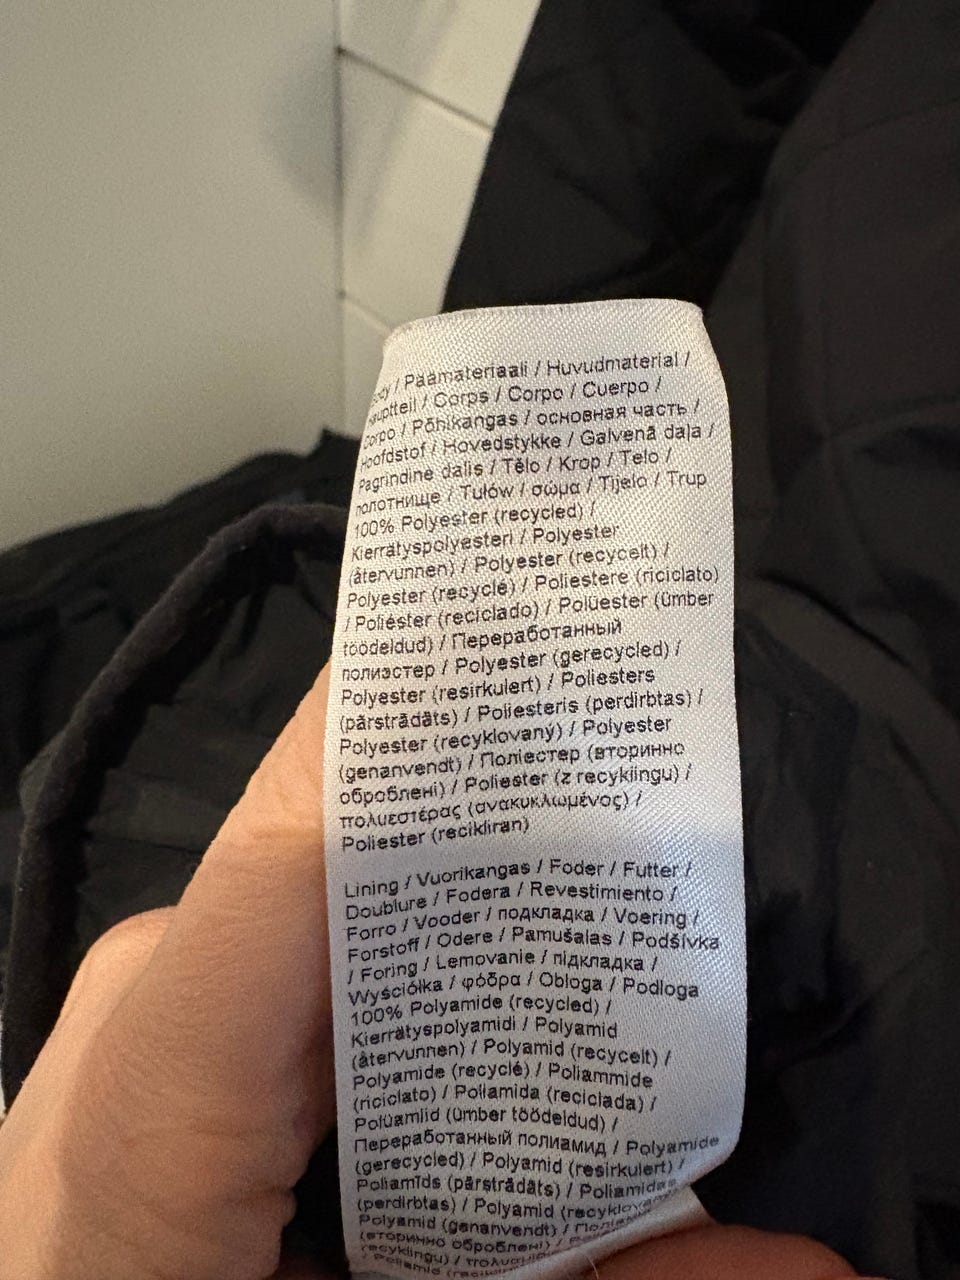 / Päämateriaali / Huvudmaterial /
/ Corps / Corpo / Cuerpo /
Corpo / Põhikangas / основная часть /
Hoofdstof / Hovedstykke / Galvenā daļa /
Pagrindinė dalis / Tělo / Krop / Telo /
полотнище / Tułów / σώμα / Tijelo / Trup
100% Polyester (recycled) /
Kierrätyspolyesteri / Polyester
(återvunnen) / Polyester (recycelt) /
Polyester (recyclé) / Poliestere (riciclato)
/ Poliéster (reciclado) / Polüester (ümber
töödeldud) / Переработанный
полиэстер / Polyester (gerecycled) /
Polyester (resirkulert) / Poliesters
(pārstrādāts) / Poliesteris (perdirbtas) /
Polyester (recyklovaný) / Polyester
(genanvendt) / Поліестер (вторинно
оброблені) / Poliester (z recyklingu) /
πολυεστέρας (ανακυκλωμένος) /
Poliester (recikliran)
Lining / Vuorikangas / Foder / Futter /
Doublure / Fodera / Revestimiento /
Forro / Vooder / подкладка / Voering /
Forstoff / Odere / Pamušalas / Podšívka
/ Foring / Lemovanie / підкладка /
Wyściółka / φόδρα / Obloga / Podloga
100% Polyamide (recycled) /
Kierrätyspolyamidi / Polyamid
(återvunnen) / Polyamid (recycelt) /
Polyamide (recyclé) / Poliammide
(riciclato) / Poliamida (reciclada) /
Polüamiid (ümber töödeldud) /
Переработанный полиамид / Polyamide
(gerecycled) / Polyamid (resirkulert) /
Poliamīds (pārstrādāts) / Poliamidas
(perdirbtas) / Polyamid
Polyamid (genanvendt) /
(вторинно оброблені) /
recyklingu) /
/ Poliamid